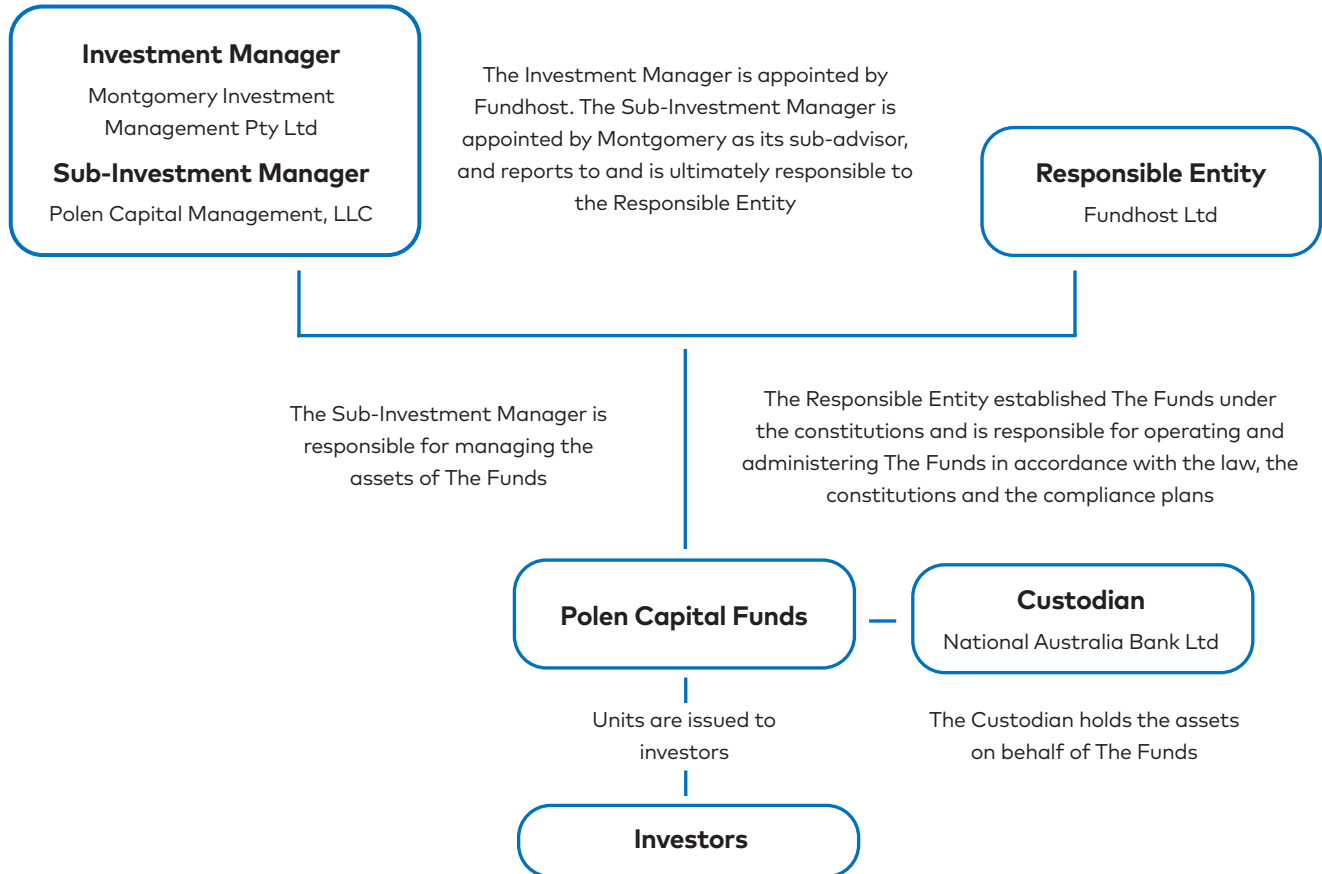 Investment Manager
Montgomery Investment
Management Pty Ltd
Sub-Investment Manager
Polen Capital Management, LLC
The Investment Manager is appointed by
Fundhost. The Sub-Investment Manager is
appointed by Montgomery as its sub-advisor,
and reports to and is ultimately responsible to
the Responsible Entity
Responsible Entity
Fundhost Ltd
The Sub-Investment Manager is
responsible for managing the
assets of The Funds
The Responsible Entity established The Funds under
the constitutions and is responsible for operating and
administering The Funds in accordance with the law, the
constitutions and the compliance plans
Polen Capital Funds
Custodian
National Australia Bank Ltd
Units are issued to
investors
The Custodian holds the assets
on behalf of The Funds
Investors